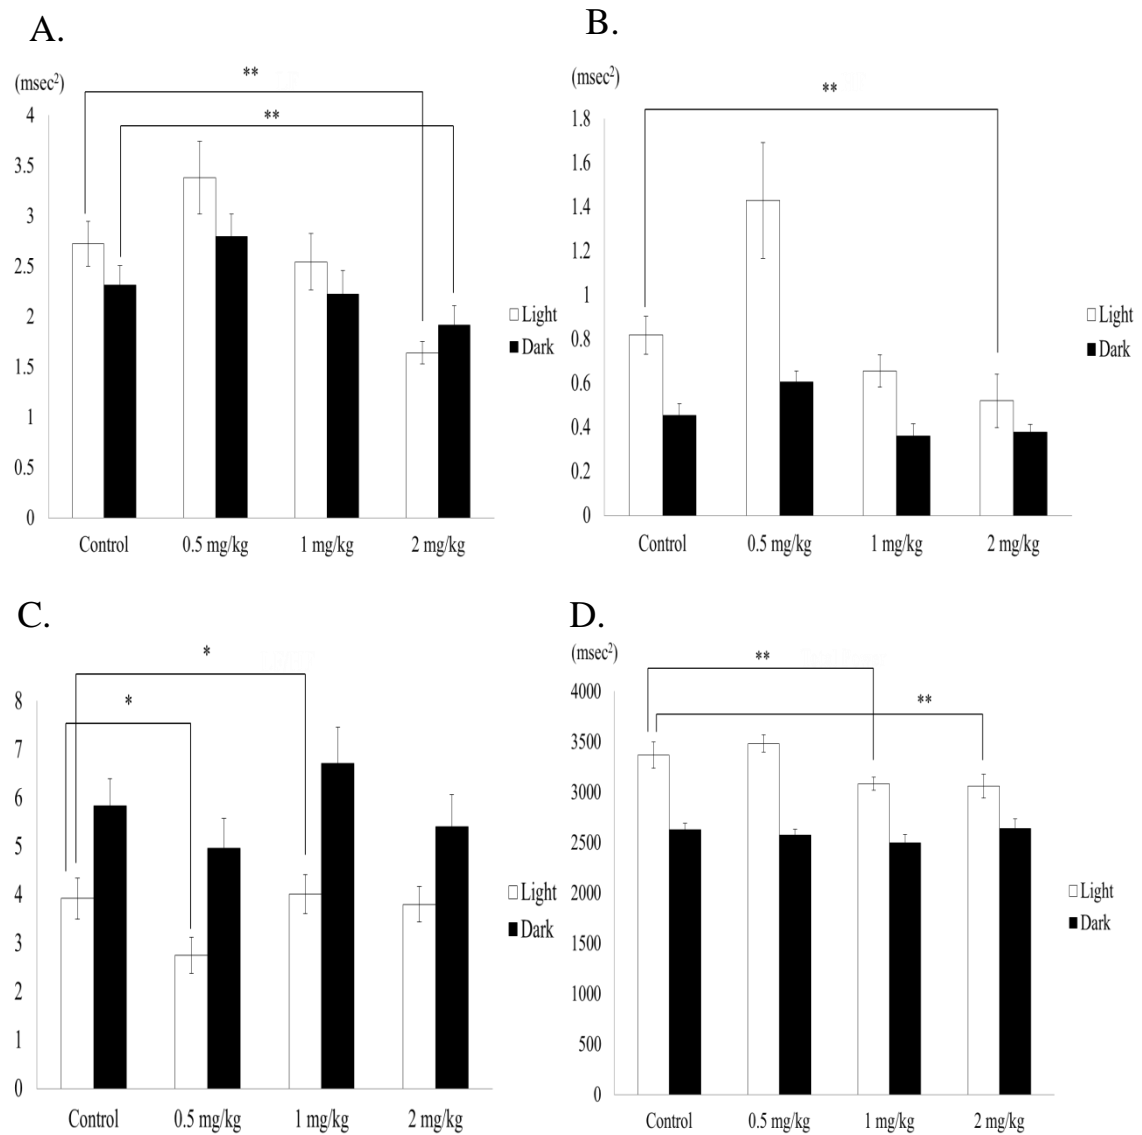 A.
(msec²)
**
**
4
3.5
3
2.5
2
1.5
1
0.5
0
Control 0.5 mg/kg 1 mg/kg 2 mg/kg
Light
Dark
B.
(msec²)
**
1.8
1.6
1.4
1.2
1
0.8
0.6
0.4
0.2
0
Control 0.5 mg/kg 1 mg/kg 2 mg/kg
Light
Dark
C.
*
*
8
7
6
5
4
3
2
1
0
Control 0.5 mg/kg 1 mg/kg 2 mg/kg
Light
Dark
D.
(msec²)
**
**
4000
3500
3000
2500
2000
1500
1000
500
0
Control 0.5 mg/kg 1 mg/kg 2 mg/kg
Light
Dark